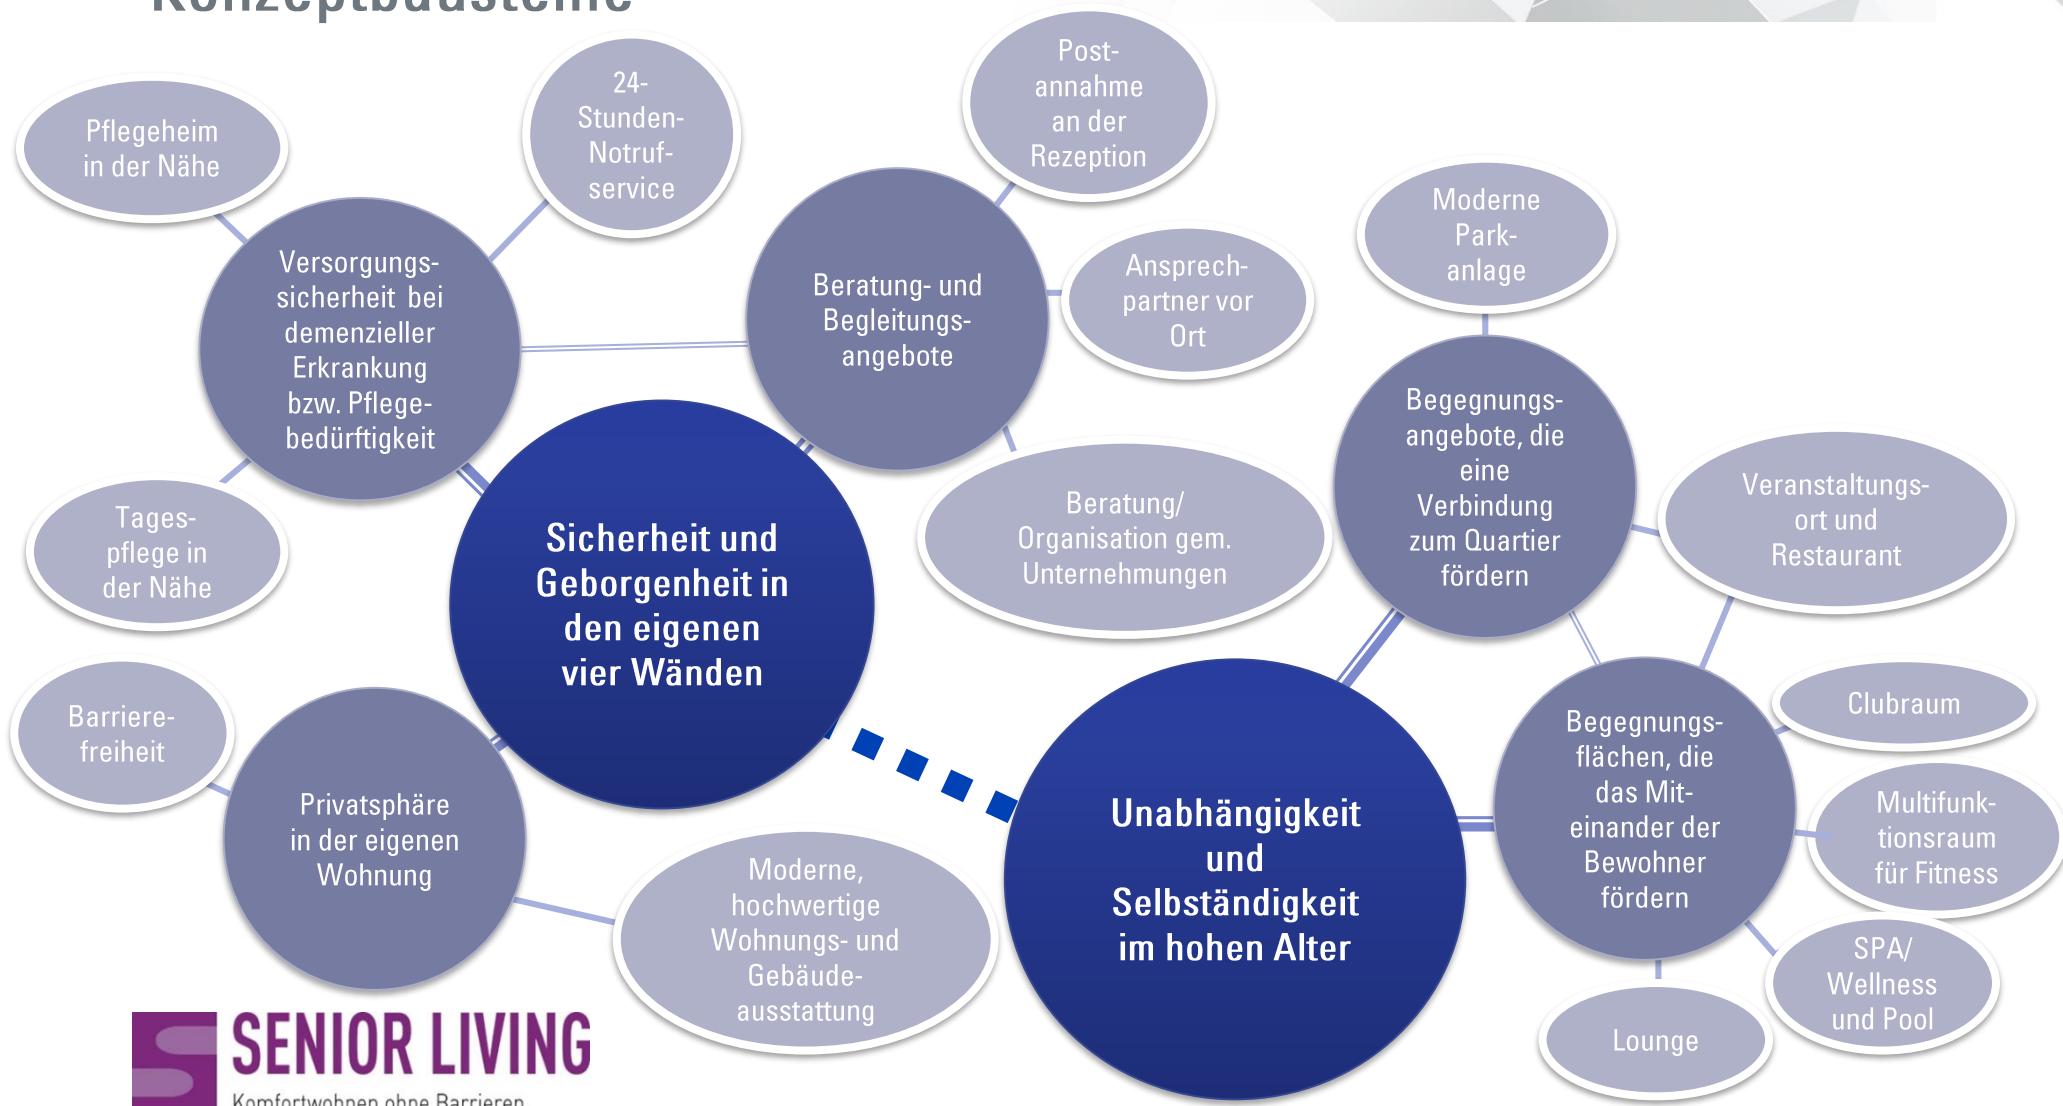 Konzeptbausteine
Pflegeheim
in der Nähe
24-
Stunden-
Notruf-
service
Post-
annahme
an der
Rezeption
Versorgungs-
sicherheit bei
demenzieller
Erkrankung
bzw. Pflege-
bedürftigkeit
Beratung- und
Begleitungs-
angebote
Ansprech-
partner vor
Ort
Moderne
Park-
anlage
Begegnungs-
angebote, die
eine
Verbindung
zum Quartier
fördern
Tages-
pflege in
der Nähe
Sicherheit und
Geborgenheit in
den eigenen
vier Wänden
Beratung/
Organisation gem.
Unternehmungen
Veranstaltungs-
ort und
Restaurant
Barriere-
freiheit
Privatsphäre
in der eigenen
Wohnung
Moderne,
hochwertige
Wohnungs- und
Gebäude-
ausstattung
Unabhängigkeit
und
Selbständigkeit
im hohen Alter
Begegnungs-
flächen, die
das Mit-
einander der
Bewohner
fördern
Clubraum
Multifunk-
tionsraum
für Fitness
SPA/
Wellness
und Pool
Lounge
SENIOR LIVING
Komfortwohnen ohne Barrieren